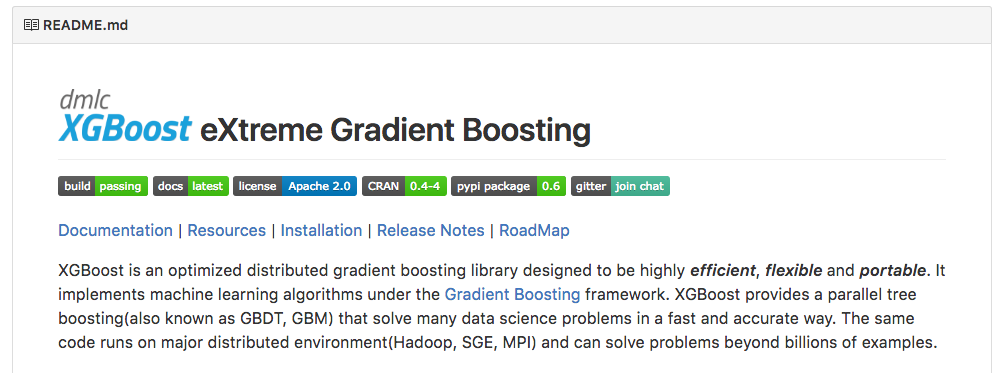 README.md
dmlc
XGBoost eXtreme Gradient Boosting
build passing docs latest license Apache 2.0 CRAN 0.4-4 pypi package 0.6 gitter join chat
Documentation | Resources | Installation | Release Notes | RoadMap
XGBoost is an optimized distributed gradient boosting library designed to be highly efficient, flexible and portable. It
implements machine learning algorithms under the Gradient Boosting framework. XGBoost provides a parallel tree
boosting(also known as GBDT, GBM) that solve many data science problems in a fast and accurate way. The same
code runs on major distributed environment(Hadoop, SGE, MPI) and can solve problems beyond billions of examples.